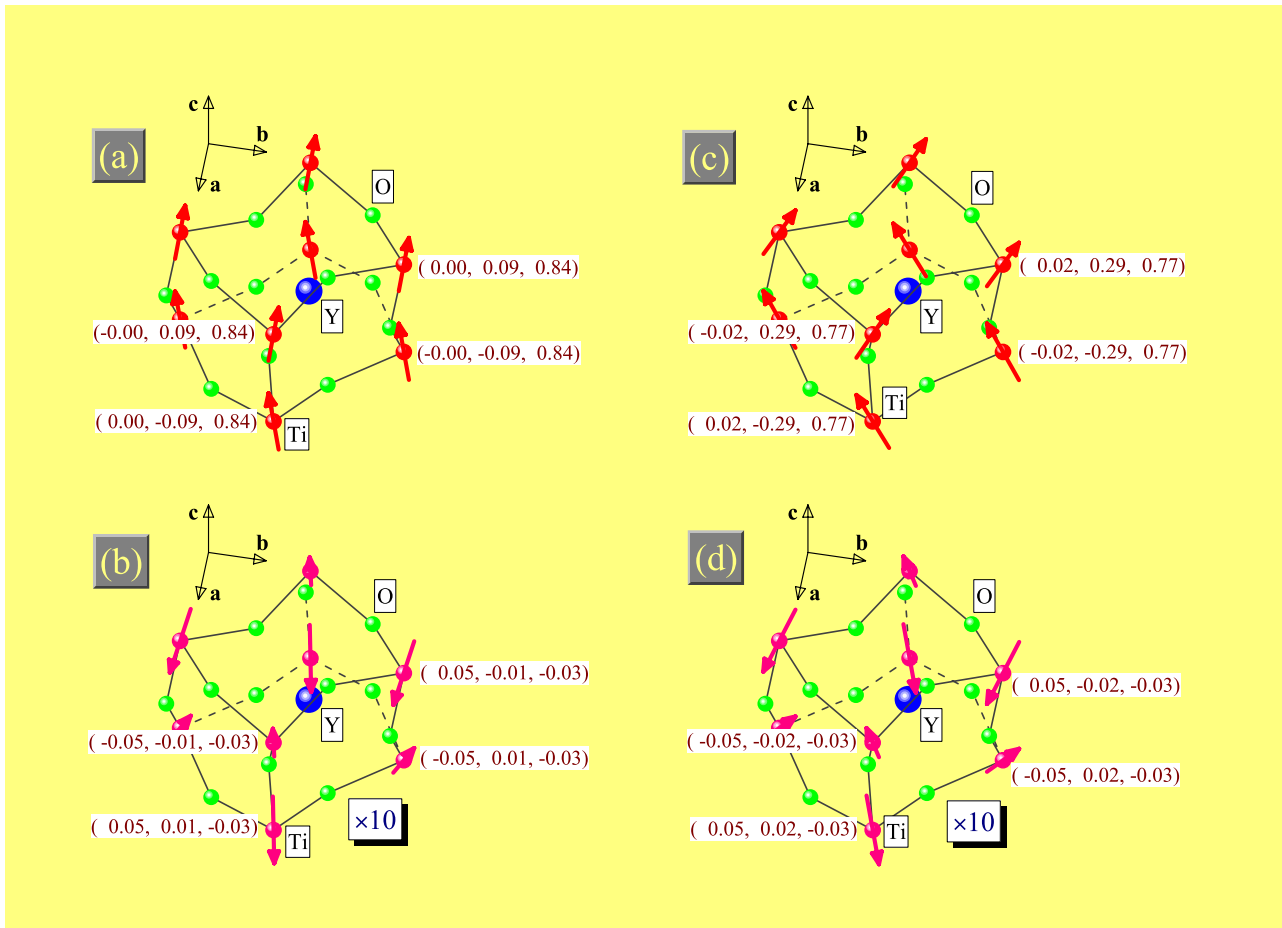 (a)
c
b
a
O
( 0.00, 0.09, 0.84)
Y
(-0.00, 0.09, 0.84)
(-0.00, -0.09, 0.84)
( 0.00, -0.09, 0.84)
Ti
(c)
c
b
a
O
( 0.02, 0.29, 0.77)
Y
( -0.02, 0.29, 0.77)
( -0.02, -0.29, 0.77)
Ti
( 0.02, -0.29, 0.77)
(b)
c
b
a
O
( 0.05, -0.01, -0.03)
Y
( -0.05, -0.01, -0.03)
( -0.05, 0.01, -0.03)
( 0.05, 0.01, -0.03)
Ti
×10
(d)
c
b
a
O
( 0.05, -0.02, -0.03)
Y
( -0.05, -0.02, -0.03)
( -0.05, 0.02, -0.03)
( 0.05, 0.02, -0.03)
Ti
×10